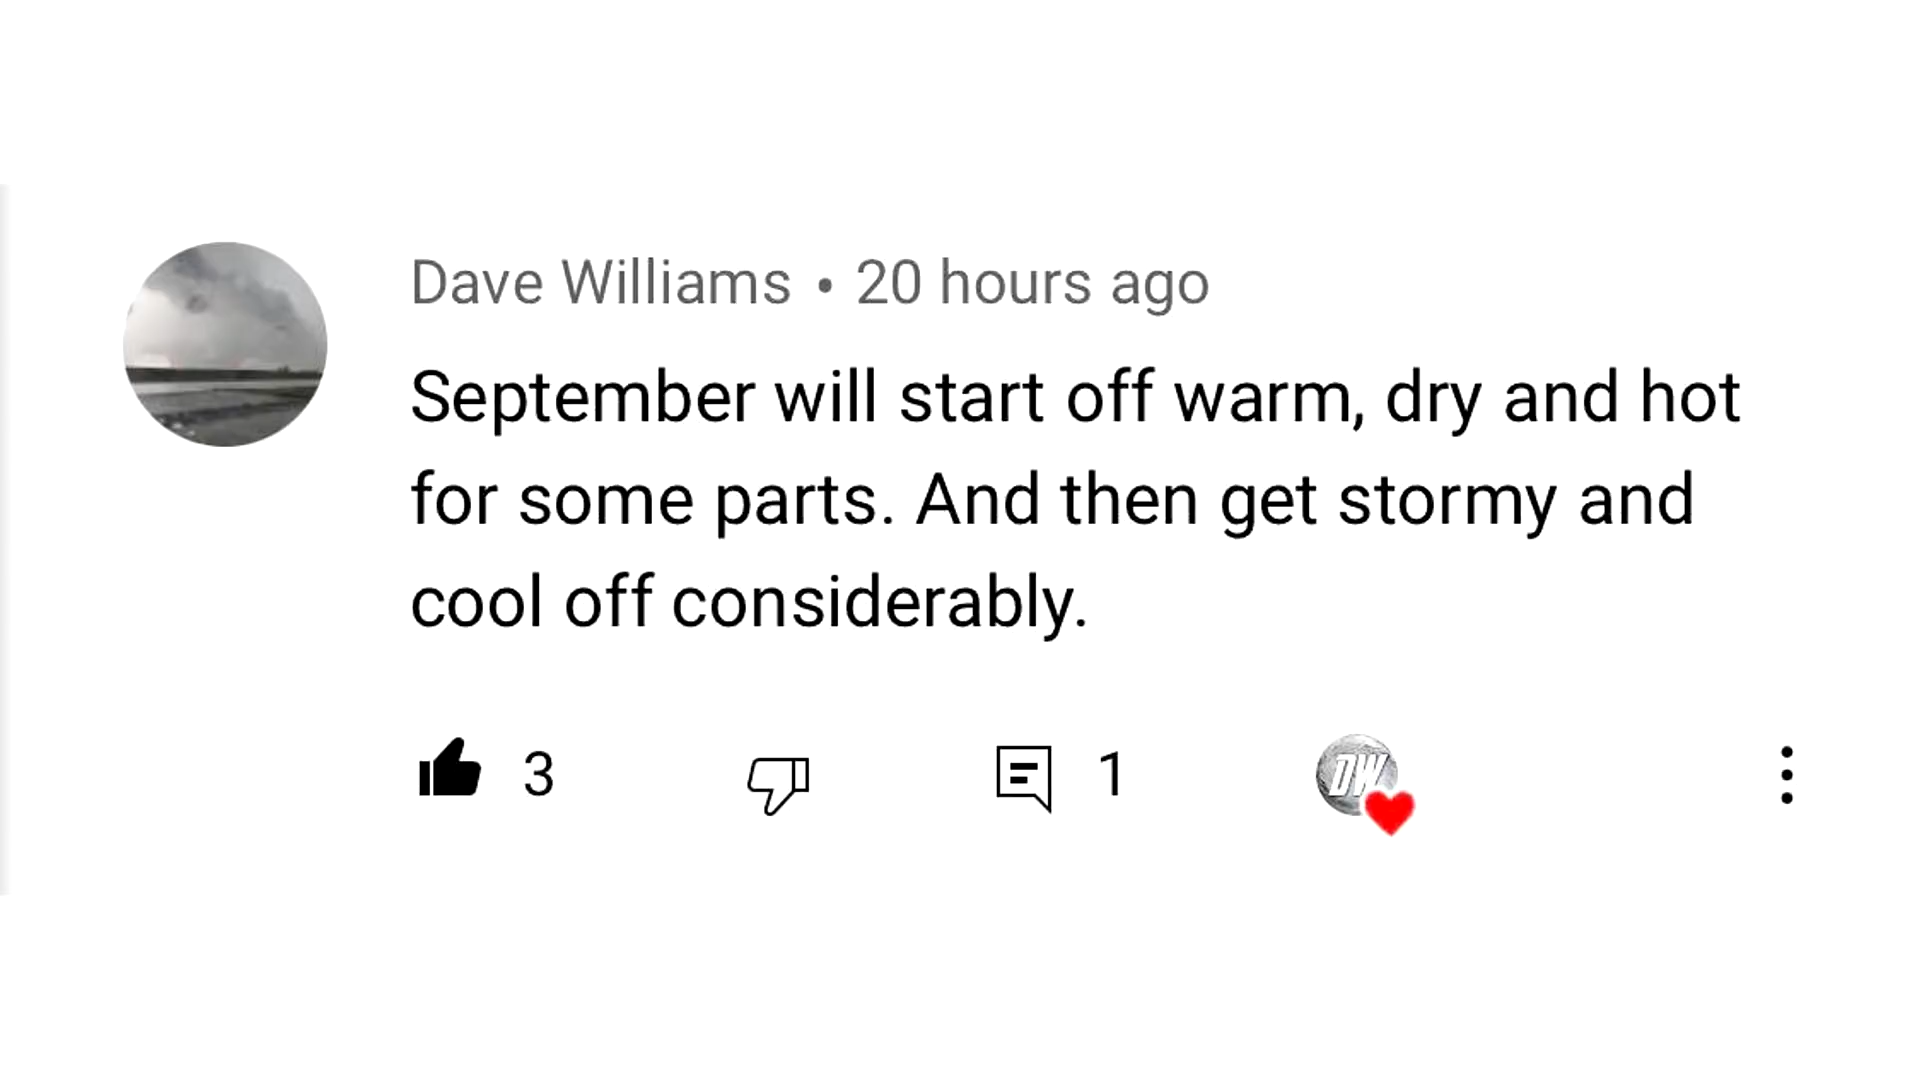 Dave Williams • 20 hours ago
September will start off warm, dry and hot
for some parts. And then get stormy and
cool off considerably.
3 1 DW